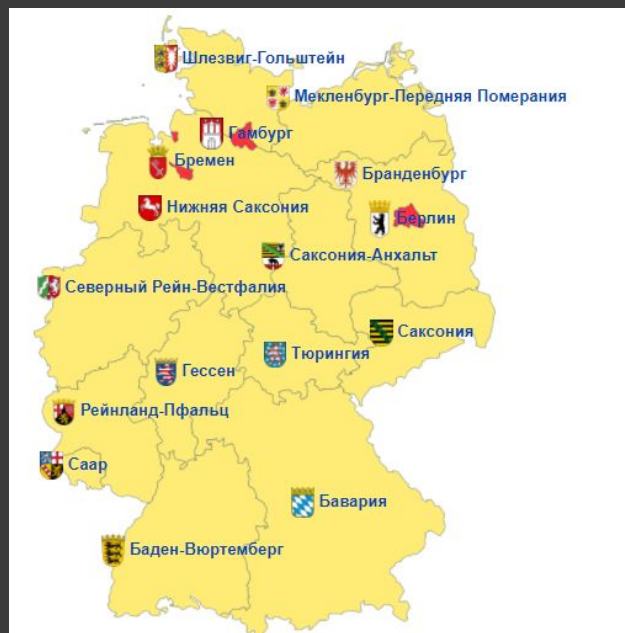 Шлезвиг-Гольштейн
Мекленбург-Передняя Померания
Гамбург
Бремен
Бранденбург
Нижняя Саксония
Берлин
Саксония-Анхальт
Северный Рейн-Вестфалия
Саксония
Тюрингия
Гессен
Рейнланд-Пфальц
Саар
Бавария
Баден-Вюртемберг